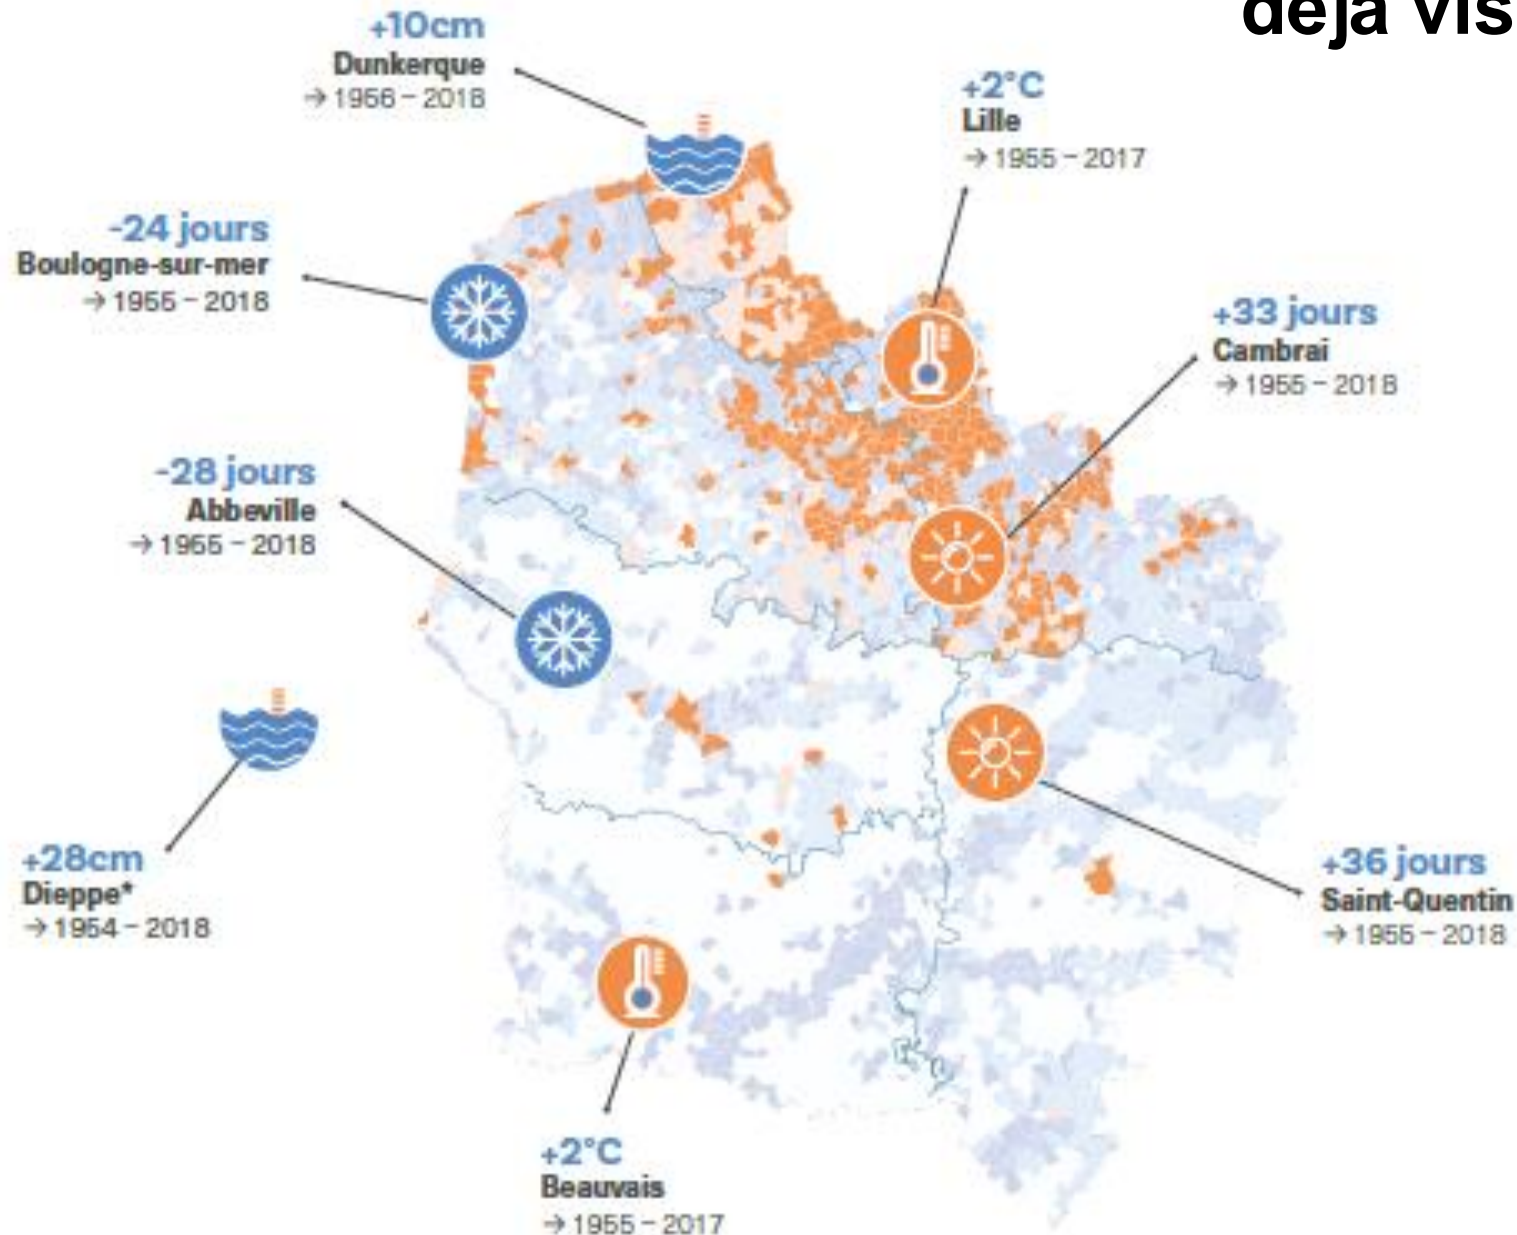 déjà vis
+10cm
Dunkerque
→ 1956 – 2018
+2°C
Lille
→ 1955 – 2017
-24 jours
Boulogne-sur-mer
→ 1955 – 2018
+33 jours
Cambrai
→ 1955 – 2018
-28 jours
Abbeville
→ 1955 – 2018
+28cm
Dieppe*
→ 1954 – 2018
+36 jours
Saint-Quentin
→ 1955 – 2018
+2°C
Beauvais
→ 1955 – 2017